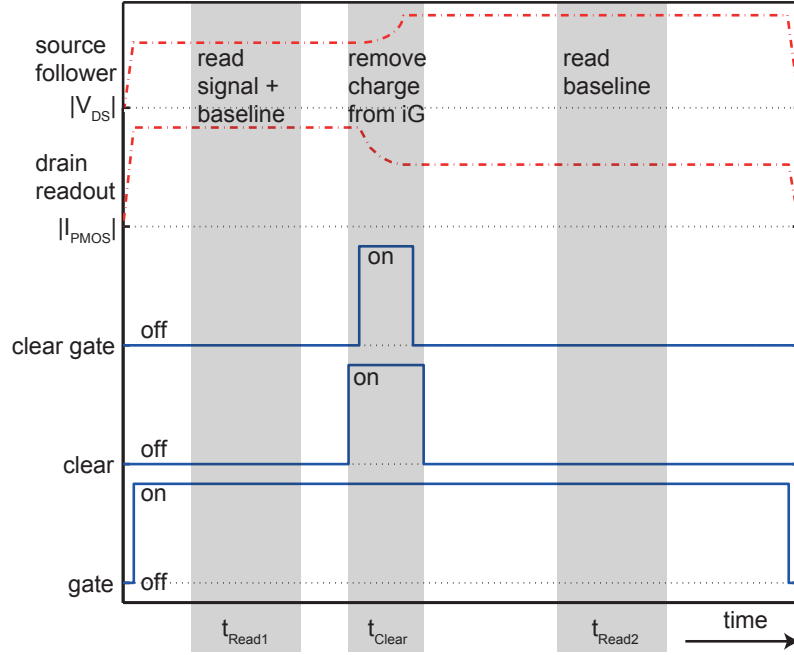 source
follower
|V_DS|
read
signal +
baseline
remove
charge
from iG
read
baseline
drain
readout
|I_PMOS|
on
off
clear gate
on
off
clear
on
off
gate
t_Read1
t_Clear
t_Read2
time